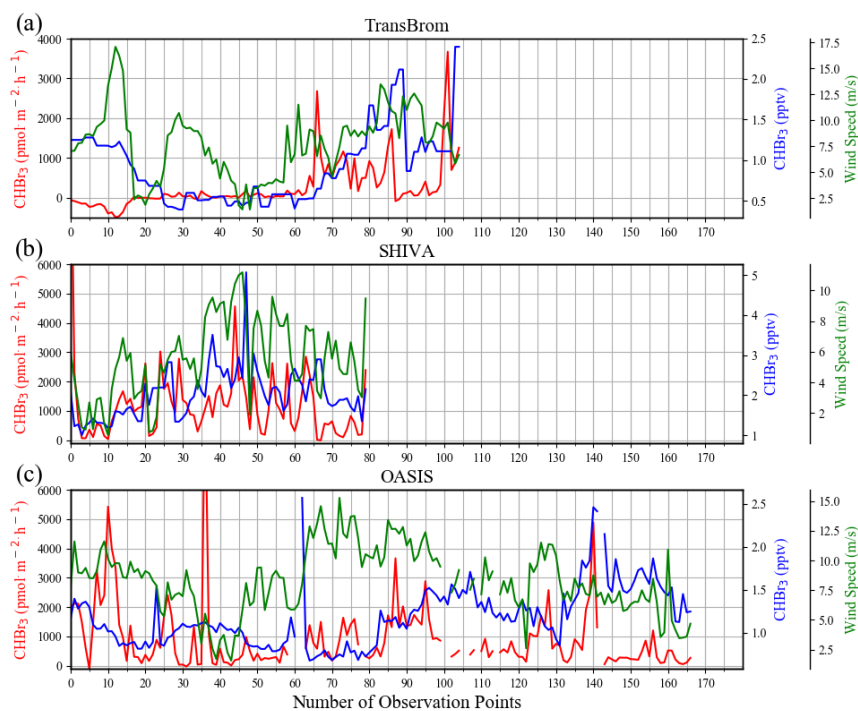 (a)
TransBrom
CHBr₃ (pmol·m⁻²·h⁻¹)
4000
3000
2000
1000
0
2.5
2.0
1.5
1.0
0.5
CHBr₃ (pptv)
17.5
15.0
12.5
10.0
7.5
5.0
2.5
Wind Speed (m/s)
0 10 20 30 40 50 60 70 80 90 100 110 120 130 140 150 160 170
(b)
SHIVA
CHBr₃ (pmol·m⁻²·h⁻¹)
6000
5000
4000
3000
2000
1000
0
5
4
3
2
1
CHBr₃ (pptv)
10
8
6
4
2
Wind Speed (m/s)
0 10 20 30 40 50 60 70 80 90 100 110 120 130 140 150 160 170
(c)
OASIS
CHBr₃ (pmol·m⁻²·h⁻¹)
6000
5000
4000
3000
2000
1000
0
2.5
2.0
1.5
1.0
CHBr₃ (pptv)
15.0
12.5
10.0
7.5
5.0
2.5
Wind Speed (m/s)
0 10 20 30 40 50 60 70 80 90 100 110 120 130 140 150 160 170
Number of Observation Points